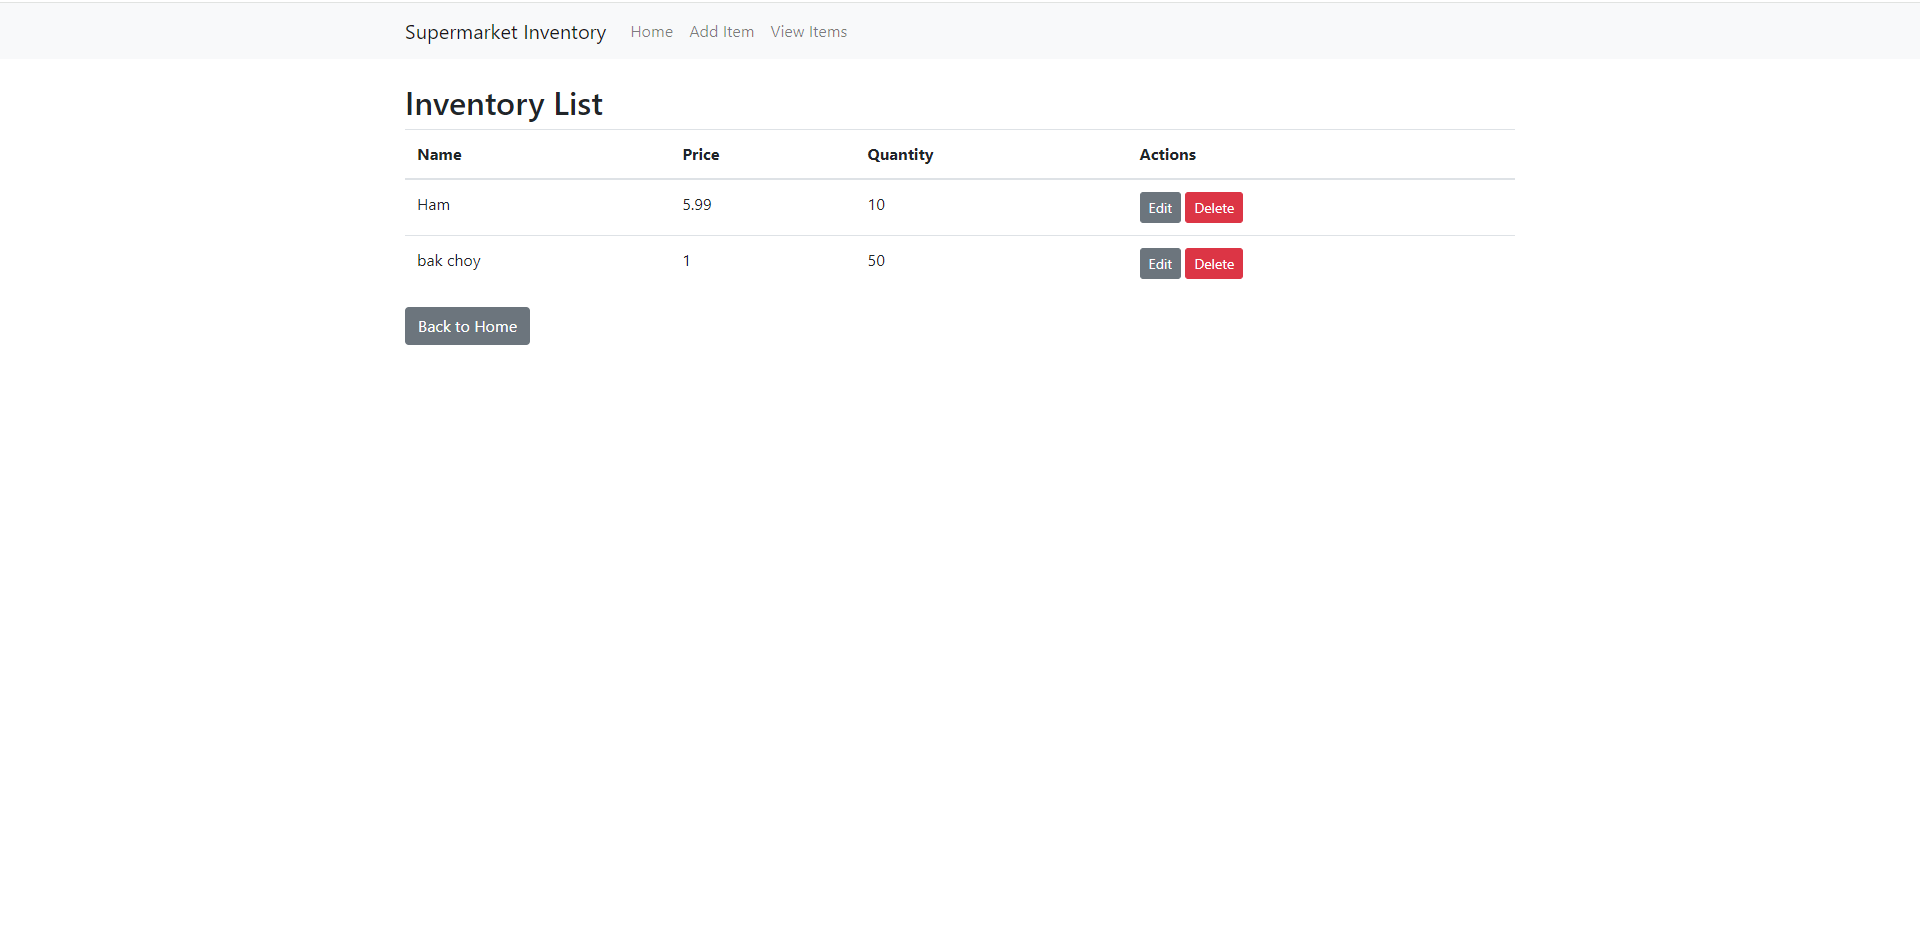 Supermarket Inventory Home Add Item View Items
Inventory List
Name Price Quantity Actions
Ham 5.99 10 Edit Delete
bak choy 1 50 Edit Delete
Back to Home